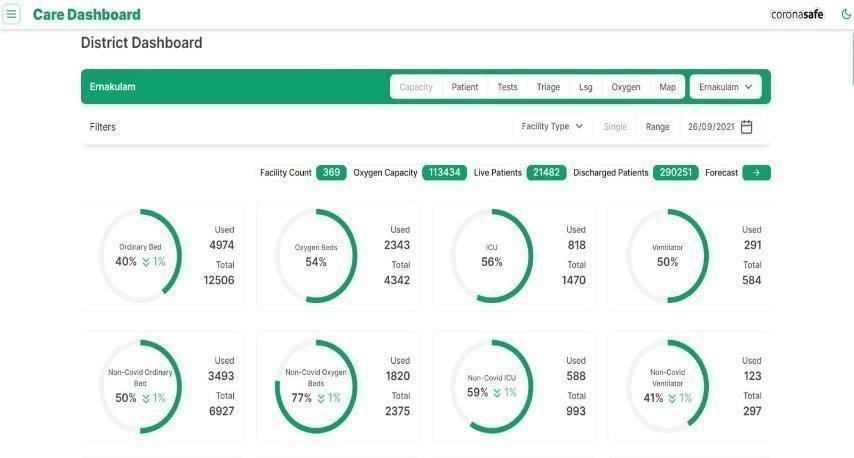 Care Dashboard
coronasafe
District Dashboard
Ernakulam
Capacity Patient Tests Triage Lsg Oxygen Map Ernakulam
Filters
Facility Type Single Range 26/09/2021
Facility Count 369 Oxygen Capacity 113434 Live Patients 21482 Discharged Patients 290251 Forecast →
Ordinary Bed
40% 1%
Used
4974
Total
12506
Oxygen Beds
54%
Used
2343
Total
4342
ICU
56%
Used
818
Total
1470
Ventilator
50%
Used
291
Total
584
Non-Covid Ordinary
Bed
50% 1%
Used
3493
Total
6927
Non-Covid Oxygen
Beds
77% 1%
Used
1820
Total
2375
Non-Covid ICU
59% 1%
Used
588
Total
993
Non-Covid
Ventilator
41% 1%
Used
123
Total
297